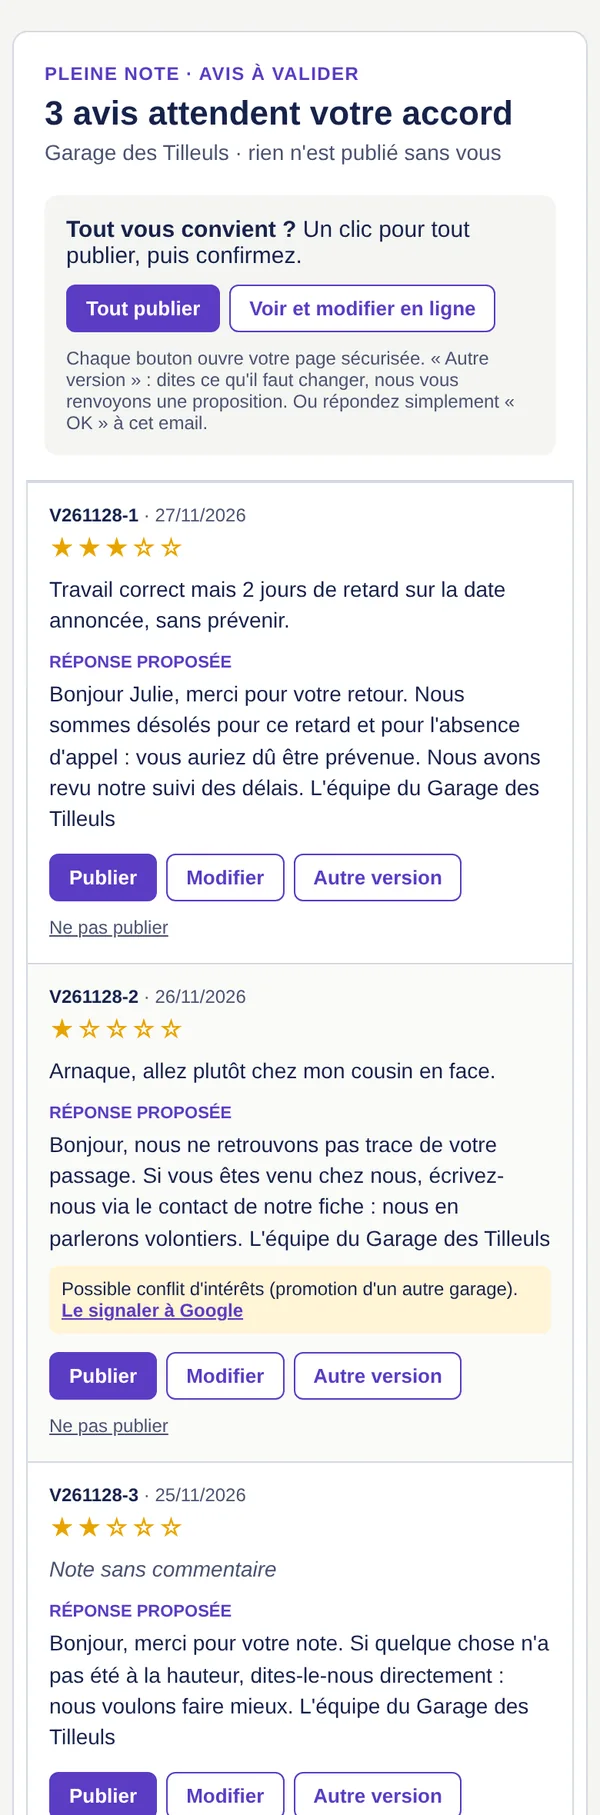 PLEINE NOTE · AVIS À VALIDER
3 avis attendent votre accord
Garage des Tilleuls · rien n'est publié sans vous
Tout vous convient ? Un clic pour tout
publier, puis confirmez.
Tout publier
Voir et modifier en ligne
Chaque bouton ouvre votre page sécurisée. « Autre
version » : dites ce qu'il faut changer, nous vous
renvoyons une proposition. Ou répondez simplement «
OK » à cet email.
V261128-1 · 27/11/2026
★★★☆☆
Travail correct mais 2 jours de retard sur la date
annoncée, sans prévenir.
RÉPONSE PROPOSÉE
Bonjour Julie, merci pour votre retour. Nous
sommes désolés pour ce retard et pour l'absence
d'appel : vous auriez dû être prévenue. Nous avons
revu notre suivi des délais. L'équipe du Garage des
Tilleuls
Publier
Modifier
Autre version
Ne pas publier
V261128-2 · 26/11/2026
★☆☆☆☆
Arnaque, allez plutôt chez mon cousin en face.
RÉPONSE PROPOSÉE
Bonjour, nous ne retrouvons pas trace de votre
passage. Si vous êtes venu chez nous, écrivez-
nous via le contact de notre fiche : nous en
parlerons volontiers. L'équipe du Garage des Tilleuls
Possible conflit d'intérêts (promotion d'un autre garage).
Le signaler à Google
Publier
Modifier
Autre version
Ne pas publier
V261128-3 · 25/11/2026
★★☆☆☆
Note sans commentaire
RÉPONSE PROPOSÉE
Bonjour, merci pour votre note. Si quelque chose n'a
pas été à la hauteur, dites-le-nous directement :
nous voulons faire mieux. L'équipe du Garage des
Tilleuls
Publier
Modifier
Autre version